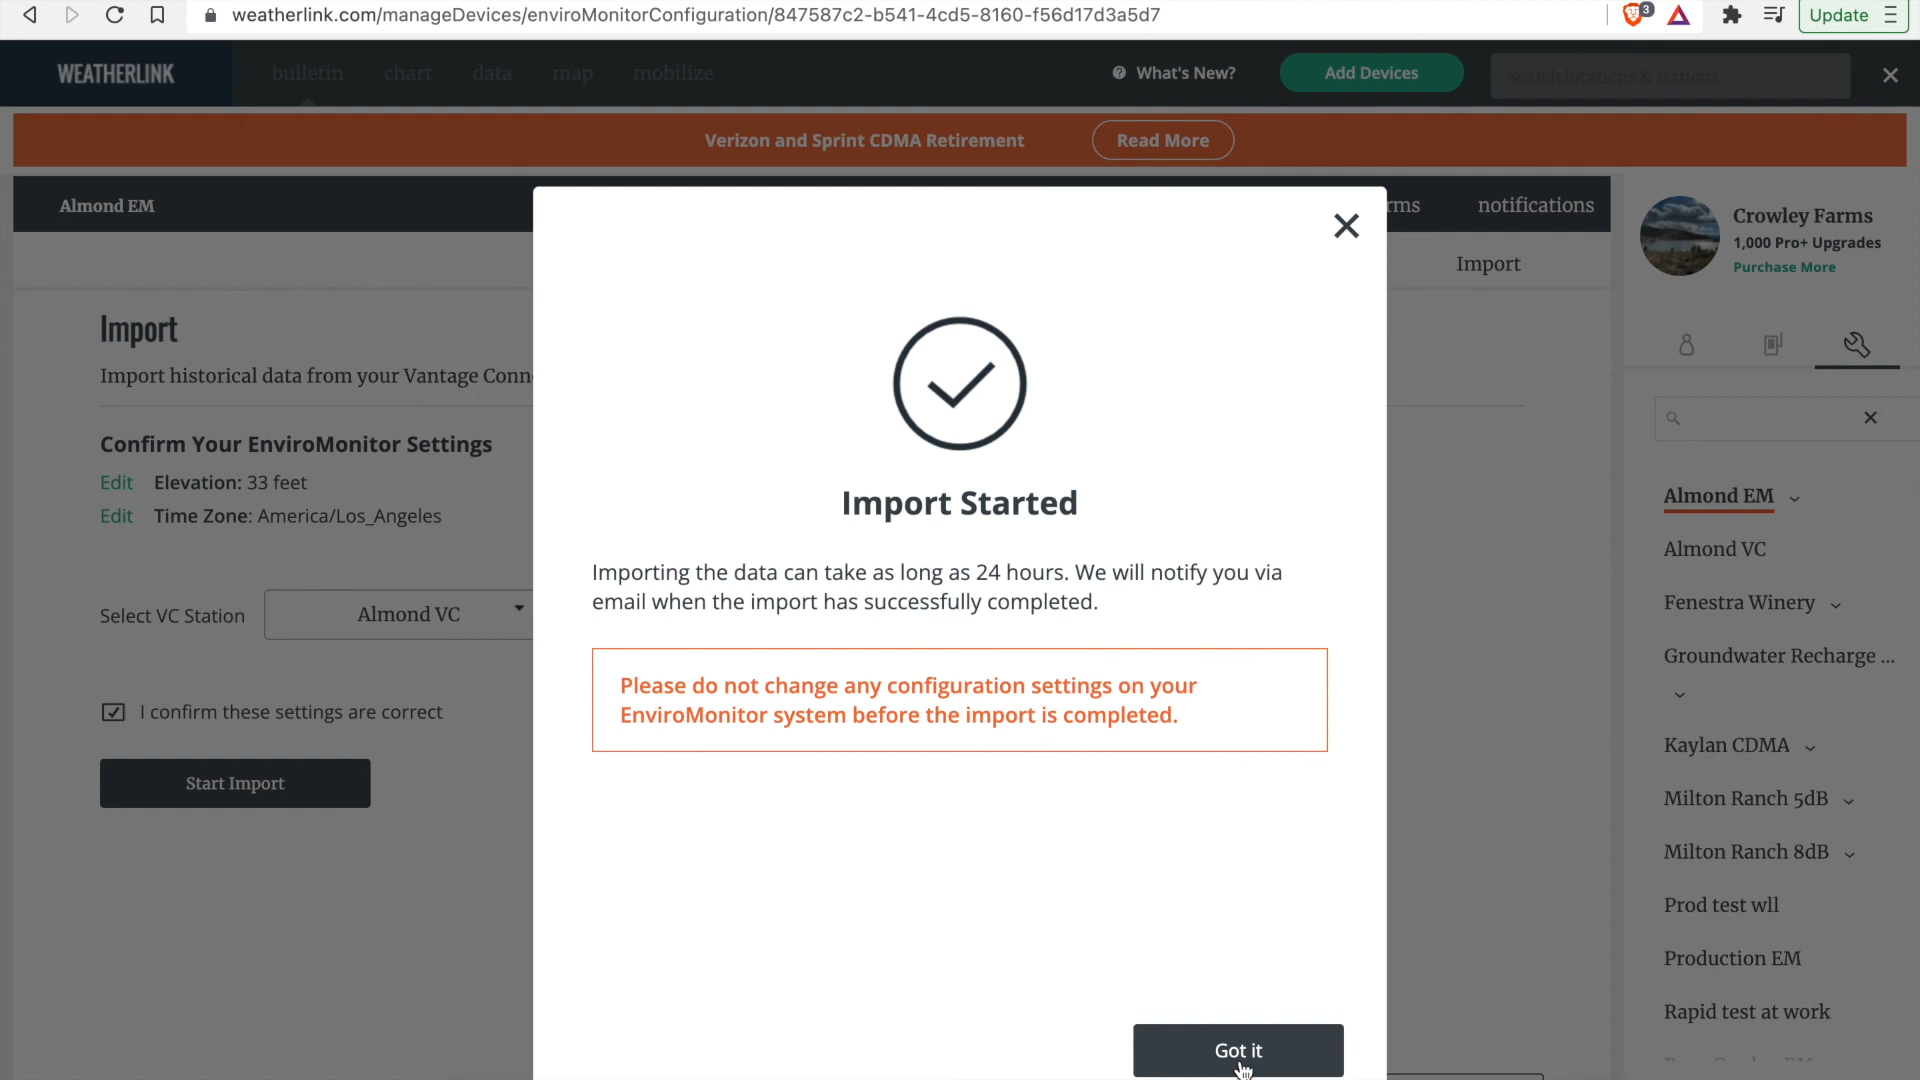 weatherlink.com/manageDevices/enviroMonitorConfiguration/847587c2-b541-4cd5-8160-f56d17d3a5d7
3
Update
WEATHERLINK
bulletin
chart
data
map
mobilize
What's New?
Add Devices
Search locations & stations
Verizon and Sprint CDMA Retirement
Read More
Almond EM
rms
notifications
Import
Crowley Farms
1,000 Pro+ Upgrades
Purchase More
Import
Import historical data from your Vantage Conn
Confirm Your EnviroMonitor Settings
Edit Elevation: 33 feet
Edit Time Zone: America/Los_Angeles
Select VC Station
Almond VC
I confirm these settings are correct
Start Import
Import Started
Importing the data can take as long as 24 hours. We will notify you via
email when the import has successfully completed.
Please do not change any configuration settings on your
EnviroMonitor system before the import is completed.
Got it
Almond EM
Almond VC
Fenestra Winery
Groundwater Recharge ...
Kaylan CDMA
Milton Ranch 5dB
Milton Ranch 8dB
Prod test wll
Production EM
Rapid test at work